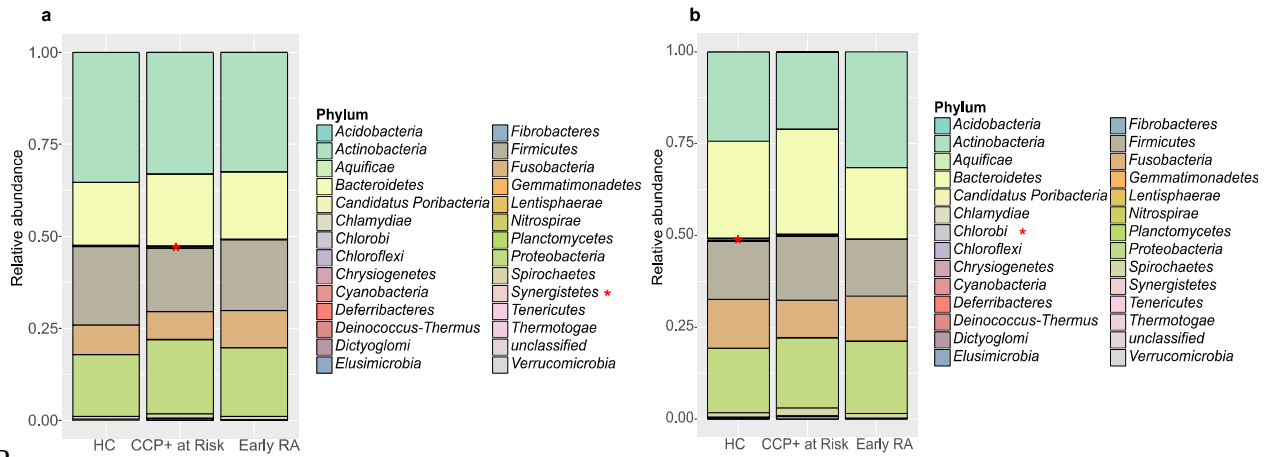 a
1.00
0.75
0.50
0.25
0.00
Relative abundance
HC CCP+ at Risk Early RA
Phylum
Acidobacteria
Actinobacteria
Aquificae
Bacteroidetes
Candidatus Poribacteria
Chlamydiae
Chlorobi
Chloroflexi
Chrysiogenetes
Cyanobacteria
Deferribacteres
Deinococcus-Thermus
Dictyoglomi
Elusimicrobia
Fibrobacteres
Firmicutes
Fusobacteria
Gemmatimonadetes
Lentisphaerae
Nitrospirae
Planctomycetes
Proteobacteria
Spirochaetes
Synergistetes *
Tenericutes
Thermotogae
unclassified
Verrucomicrobia
b
1.00
0.75
0.50
0.25
0.00
Relative abundance
HC CCP+ at Risk Early RA
Phylum
Acidobacteria
Actinobacteria
Aquificae
Bacteroidetes
Candidatus Poribacteria
Chlamydiae
Chlorobi *
Chloroflexi
Chrysiogenetes
Cyanobacteria
Deferribacteres
Deinococcus-Thermus
Dictyoglomi
Elusimicrobia
Fibrobacteres
Firmicutes
Fusobacteria
Gemmatimonadetes
Lentisphaerae
Nitrospirae
Planctomycetes
Proteobacteria
Spirochaetes
Synergistetes
Tenericutes
Thermotogae
unclassified
Verrucomicrobia